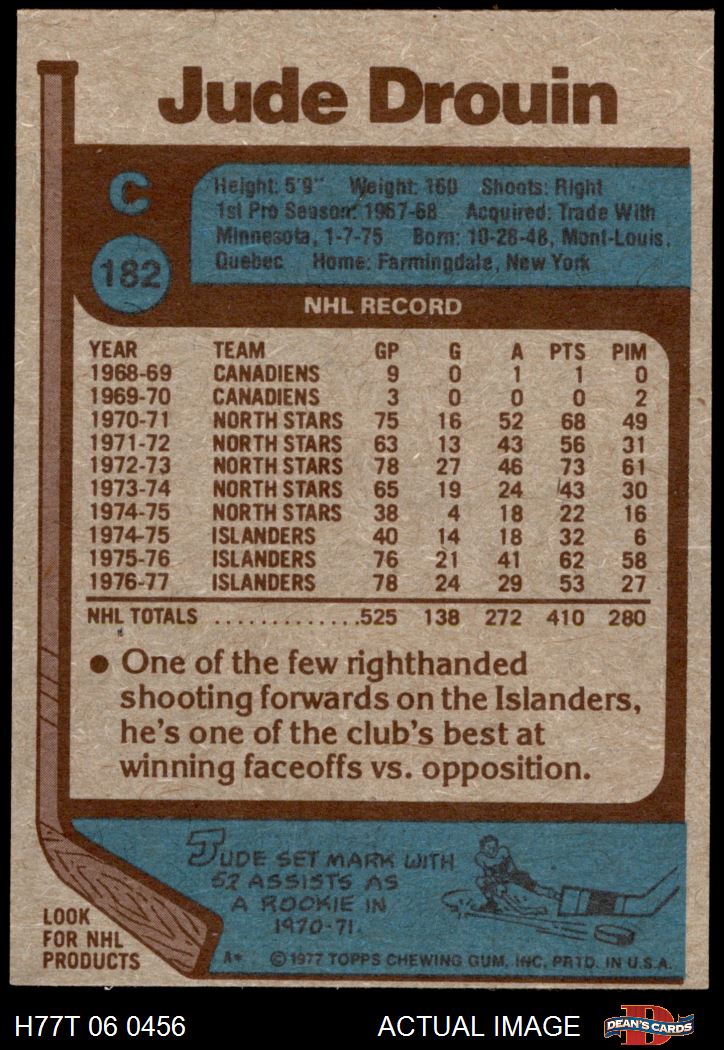 Jude Drouin
C
182
Height: 5'9" Weight: 160 Shoots: Right
1st Pro Season: 1967-68 Acquired: Trade With
Minnesota, 1-7-75 Born: 10-28-48, Mont-Louis,
Quebec Home: Farmingdale, New York
NHL RECORD
YEAR TEAM GP G A PTS PIM
1968-69 CANADIENS 9 0 1 1 0
1969-70 CANADIENS 3 0 0 0 2
1970-71 NORTH STARS 75 16 52 68 49
1971-72 NORTH STARS 63 13 43 56 31
1972-73 NORTH STARS 78 27 46 73 61
1973-74 NORTH STARS 65 19 24 43 30
1974-75 NORTH STARS 38 4 18 22 16
1974-75 ISLANDERS 40 14 18 32 6
1975-76 ISLANDERS 76 21 41 62 58
1976-77 ISLANDERS 78 24 29 53 27
NHL TOTALS .............525 138 272 410 280
● One of the few righthanded
shooting forwards on the Islanders,
he's one of the club's best at
winning faceoffs vs. opposition.
JUDE SET MARK WITH
52 ASSISTS AS
A ROOKIE IN
1970-71.
LOOK
FOR NHL
PRODUCTS
A* © 1977 TOPPS CHEWING GUM, INC. PRTD. IN U.S.A.
H77T 06 0456 ACTUAL IMAGE
D
DEAN'S CARDS